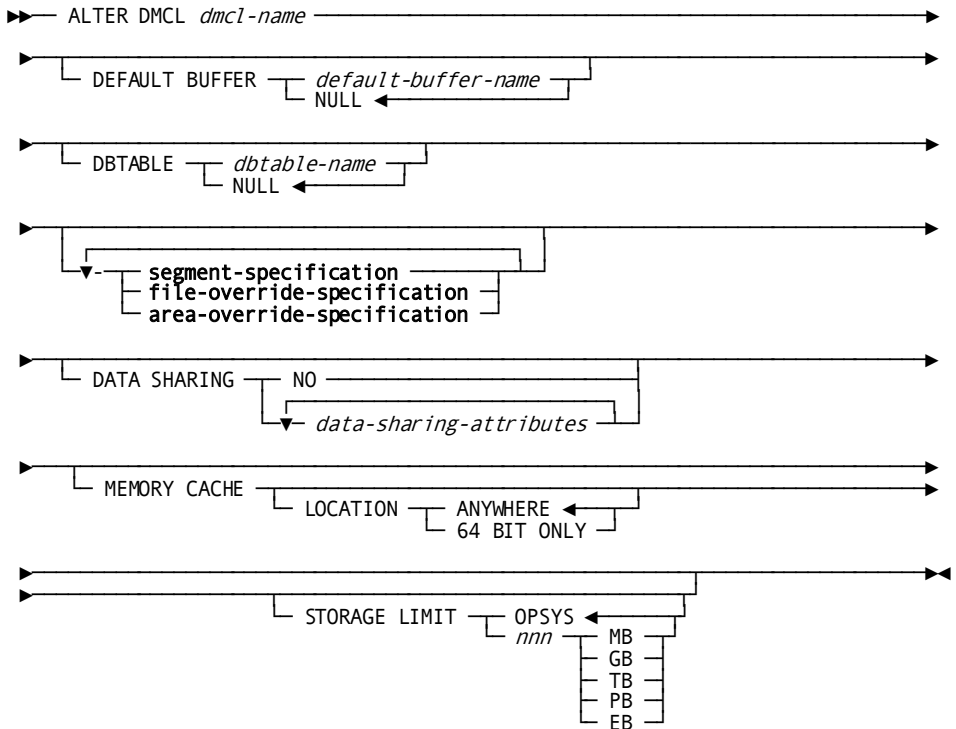 ALTER DMCL dmcl-name
DEFAULT BUFFER default-buffer-name
NULL
DBTABLE dbtable-name
NULL
segment-specification
file-override-specification
area-override-specification
DATA SHARING NO
data-sharing-attributes
MEMORY CACHE
LOCATION ANYWHERE
64 BIT ONLY
STORAGE LIMIT OPSYS
nnn MB
GB
TB
PB
EB